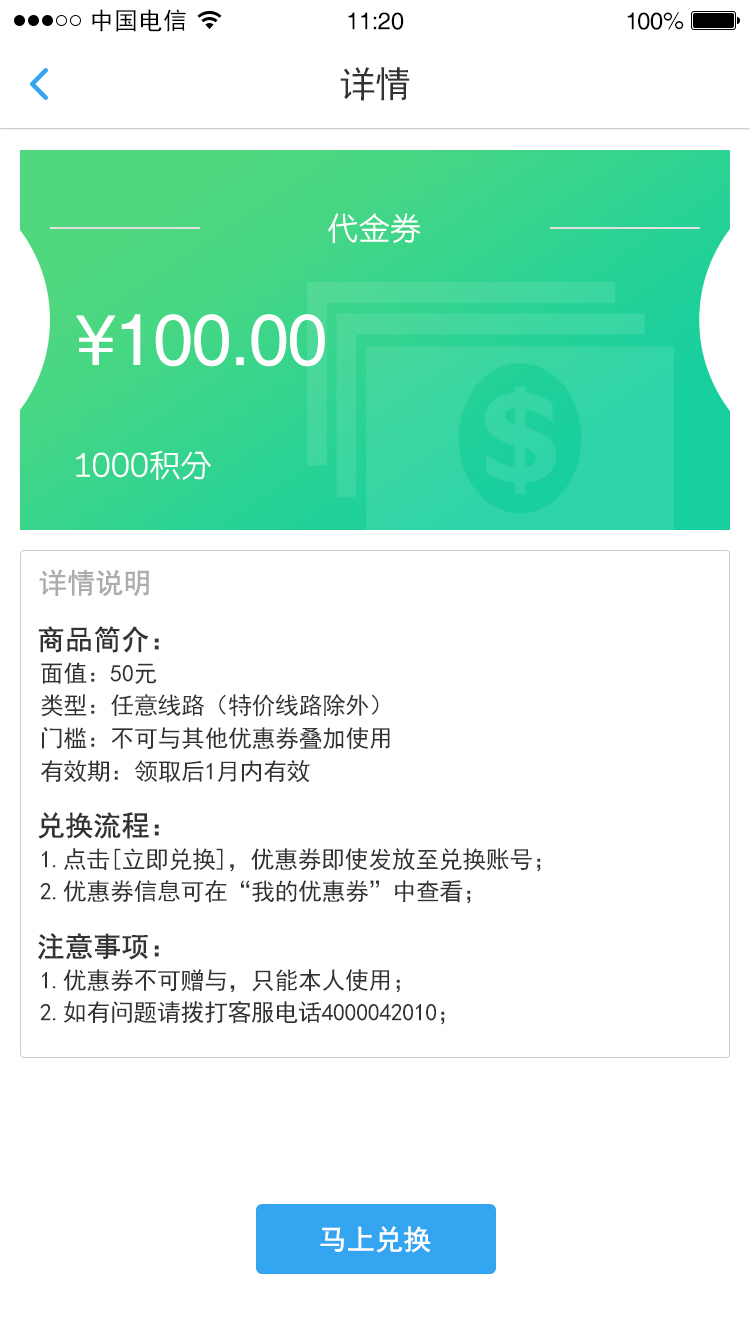 中国电信 11:20 100%
详情
代金券
¥100.00
1000积分
详情说明
商品简介：
面值：50元
类型：任意线路（特价线路除外）
门槛：不可与其他优惠券叠加使用
有效期：领取后1月内有效
兑换流程：
1.点击[立即兑换]，优惠券即使发放至兑换账号；
2.优惠券信息可在“我的优惠券”中查看；
注意事项：
1.优惠券不可赠与，只能本人使用；
2.如有问题请拨打客服电话4000042010；
马上兑换